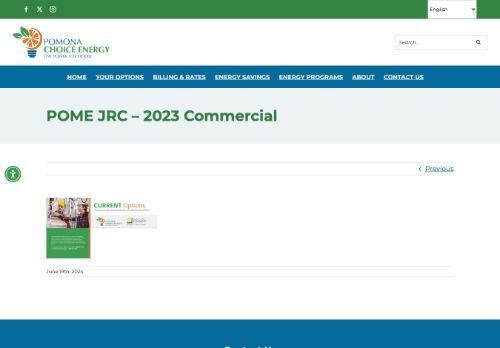 English
POMONA
CHOICE ENERGY
THE POWER TO CHOOSE
Search...
HOME YOUR OPTIONS BILLING & RATES ENERGY SAVINGS ENERGY PROGRAMS ABOUT CONTACT US
POME JRC – 2023 Commercial
Previous
CURRENT Options
June 19th, 2024